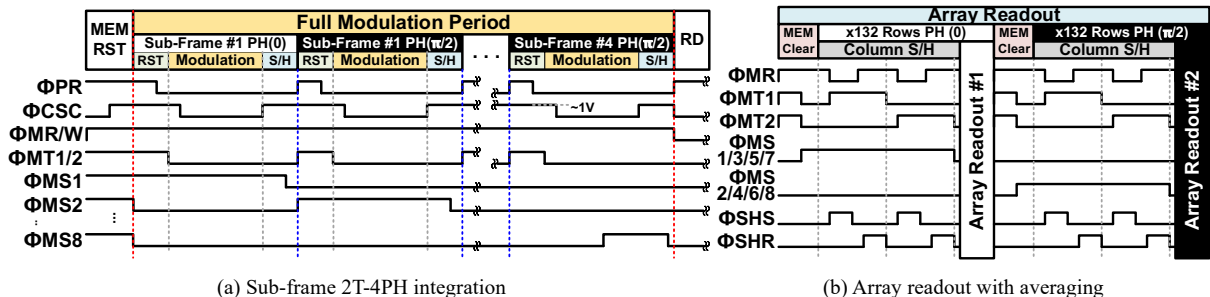 MEM
RST
Full Modulation Period
RD
Sub-Frame #1 PH(0)
Sub-Frame #1 PH(π/2)
. . .
Sub-Frame #4 PH(π/2)
RST Modulation S/H
RST Modulation S/H
RST Modulation S/H
ΦPR
ΦCSC
~1V
ΦMR/W
ΦMT1/2
ΦMS1
ΦMS2
...
ΦMS8
(a) Sub-frame 2T-4PH integration
Array Readout
MEM
Clear
x132 Rows PH (0)
Column S/H
Array Readout #1
MEM
Clear
x132 Rows PH (π/2)
Column S/H
Array Readout #2
ΦMR
ΦMT1
ΦMT2
ΦMS
1/3/5/7
ΦMS
2/4/6/8
ΦSHS
ΦSHR
(b) Array readout with averaging